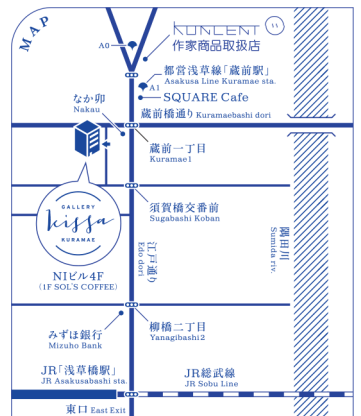 MAP
KONCENT
作家商品取扱店
A0
都営浅草線「蔵前駅」
Asakusa Line Kuramae sta.
A1
SQUARE Cafe
なか卯
Nakau
蔵前橋通り Kuramaebashi dori
蔵前一丁目
Kuramae1
須賀橋交番前
Sugabashi Koban
GALLERY
kissa
KURAMAE
NIビル4F
(1F SOL'S COFFEE)
江戸通り
Edo dori
隅田川
Sumida riv.
柳橋二丁目
Yanagibashi2
みずほ銀行
Mizuho Bank
JR「浅草橋駅」
JR Asakusabashi sta.
JR総武線
JR Sobu Line
東口 East Exit